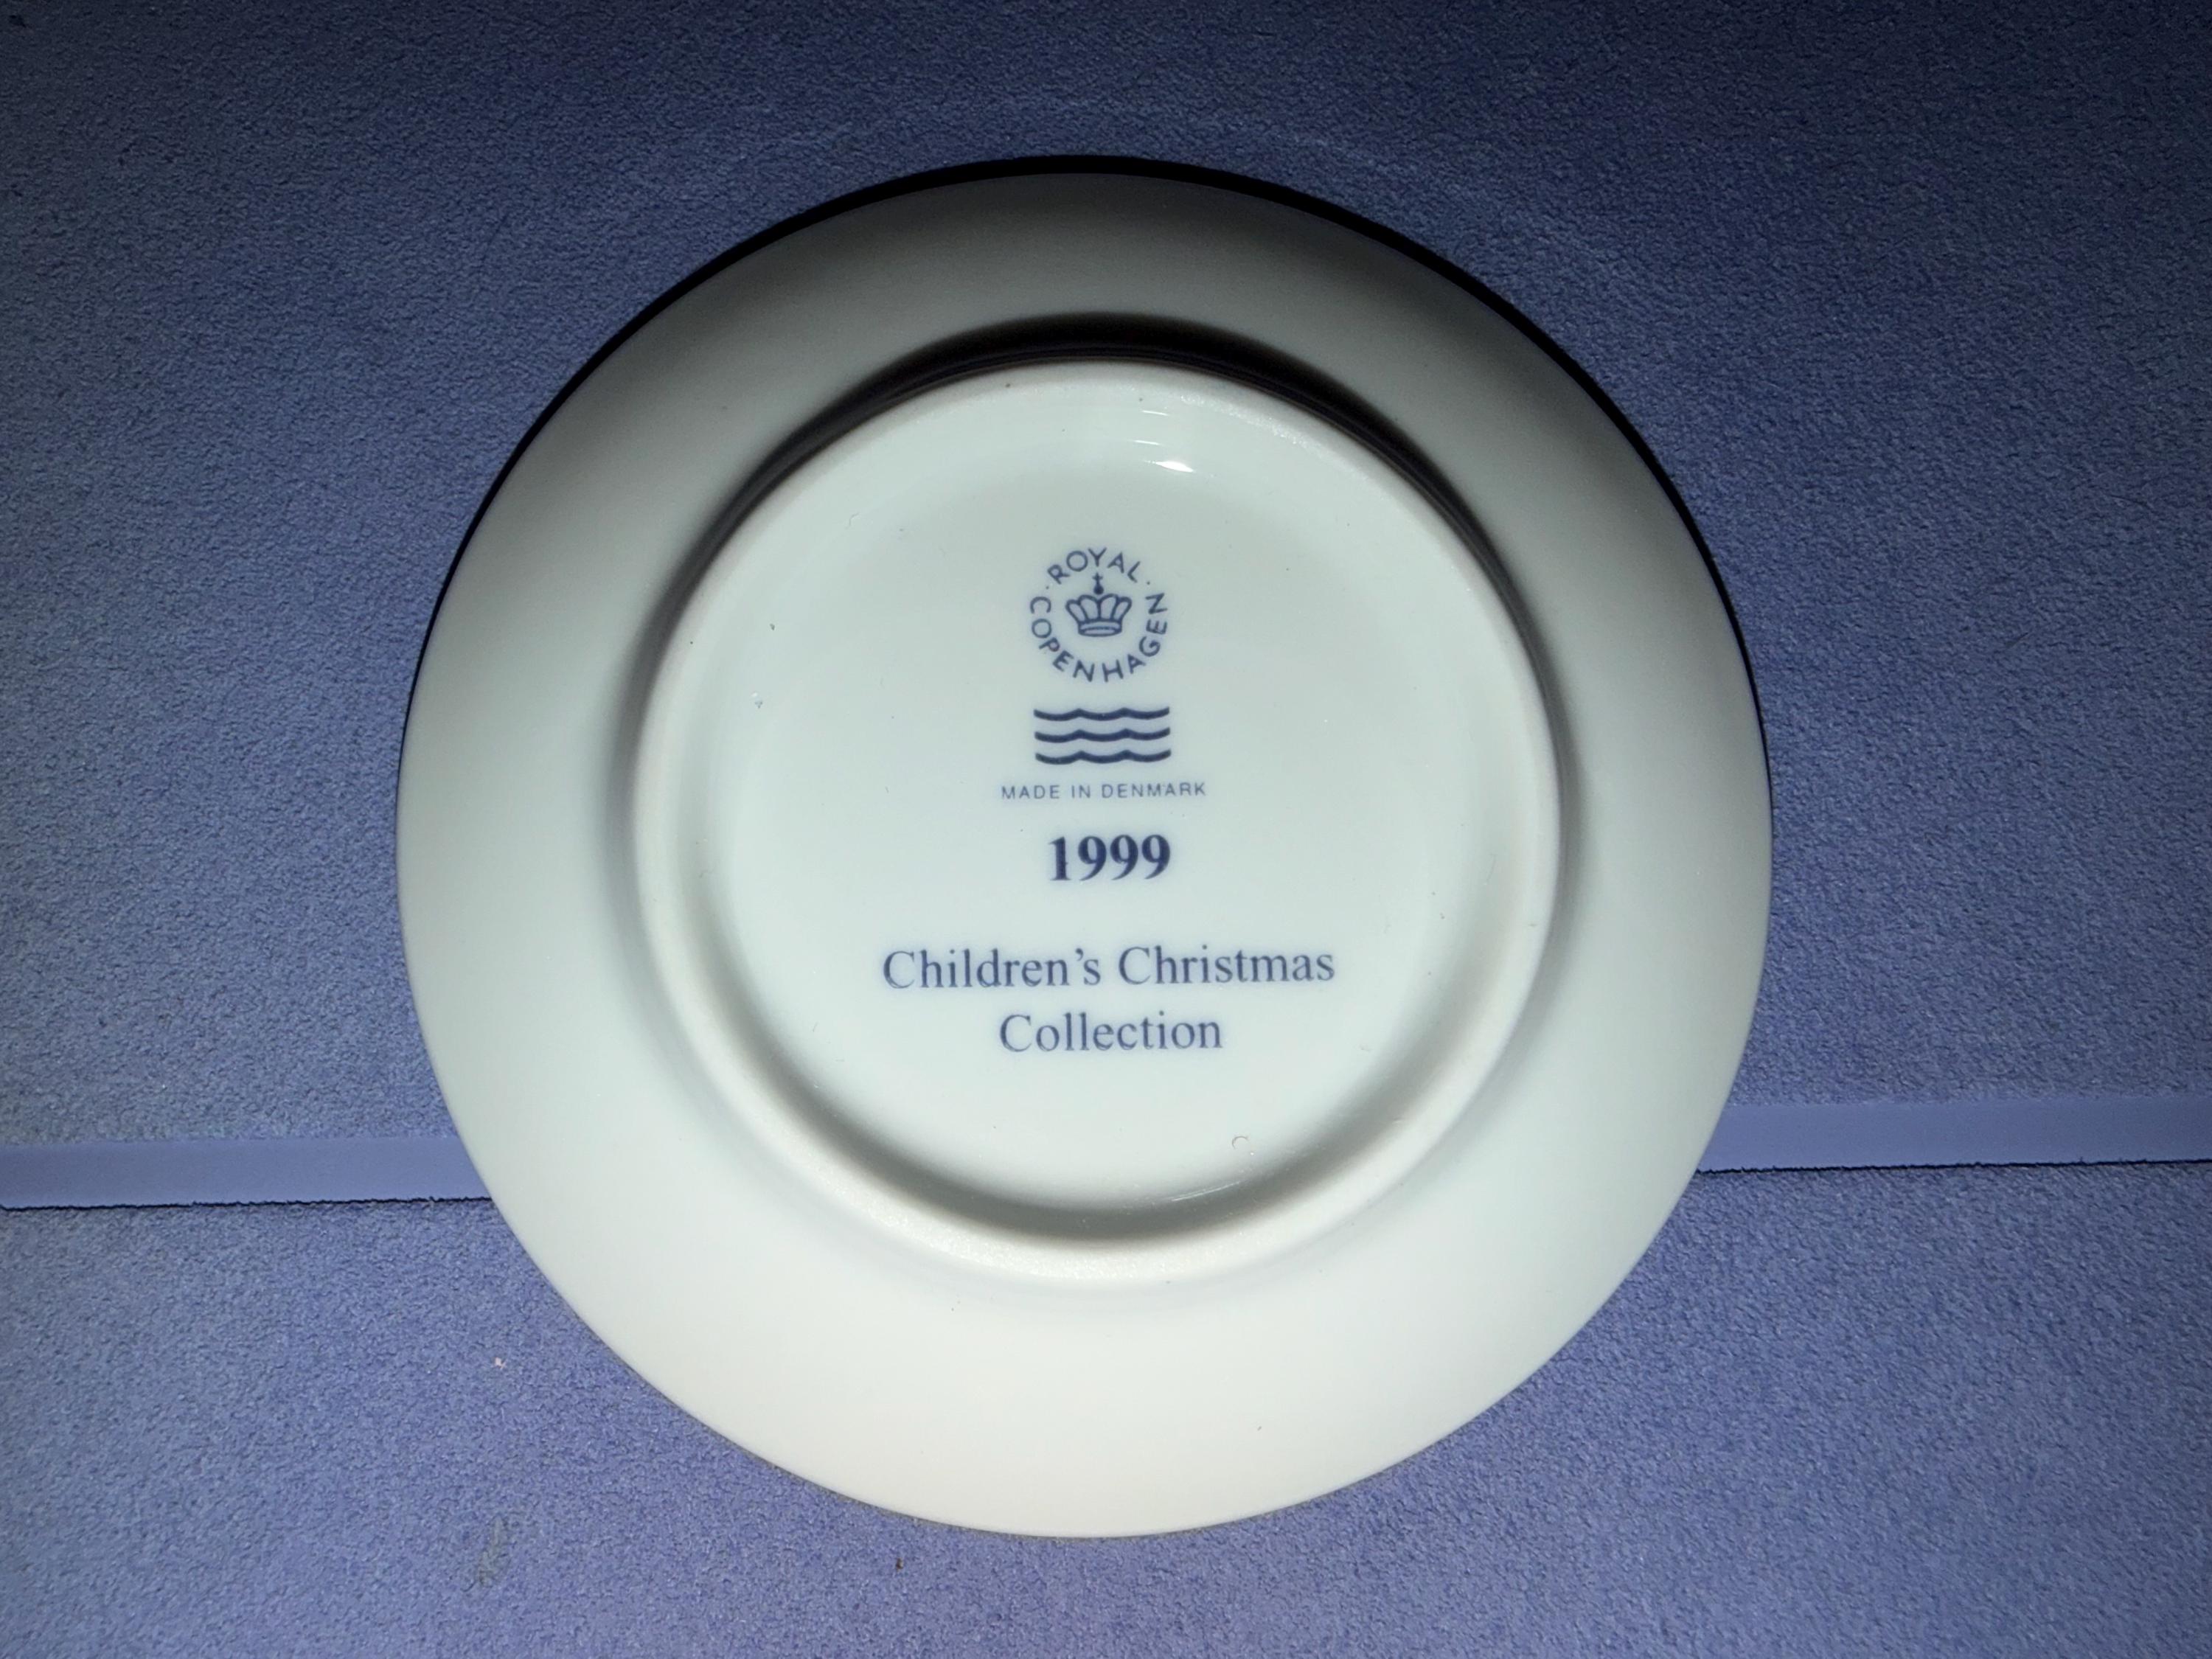 ROYAL
COPENHAGEN
MADE IN DENMARK
1999
Children's Christmas
Collection